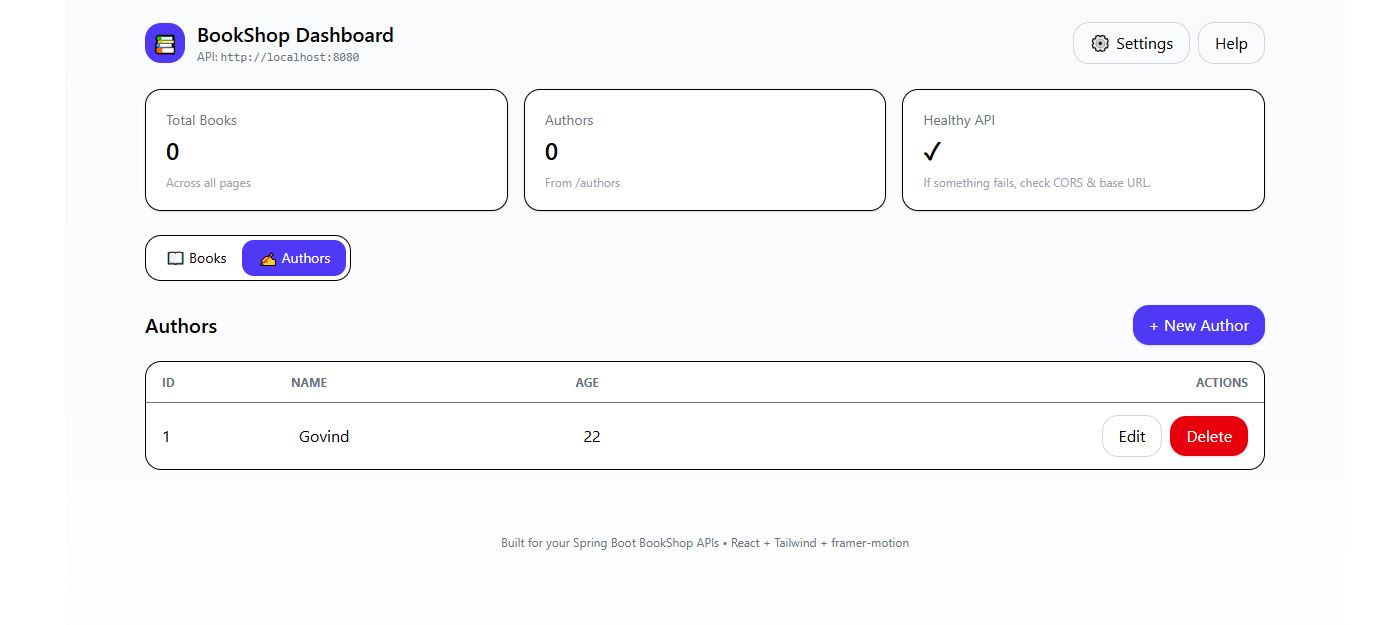 BookShop Dashboard
API: http://localhost:8080
Settings
Help
Total Books
0
Across all pages
Authors
0
From /authors
Healthy API
✓
If something fails, check CORS & base URL.
Books
Authors
Authors
+ New Author
ID NAME AGE ACTIONS
1 Govind 22 Edit Delete
Built for your Spring Boot BookShop APIs • React + Tailwind + framer-motion